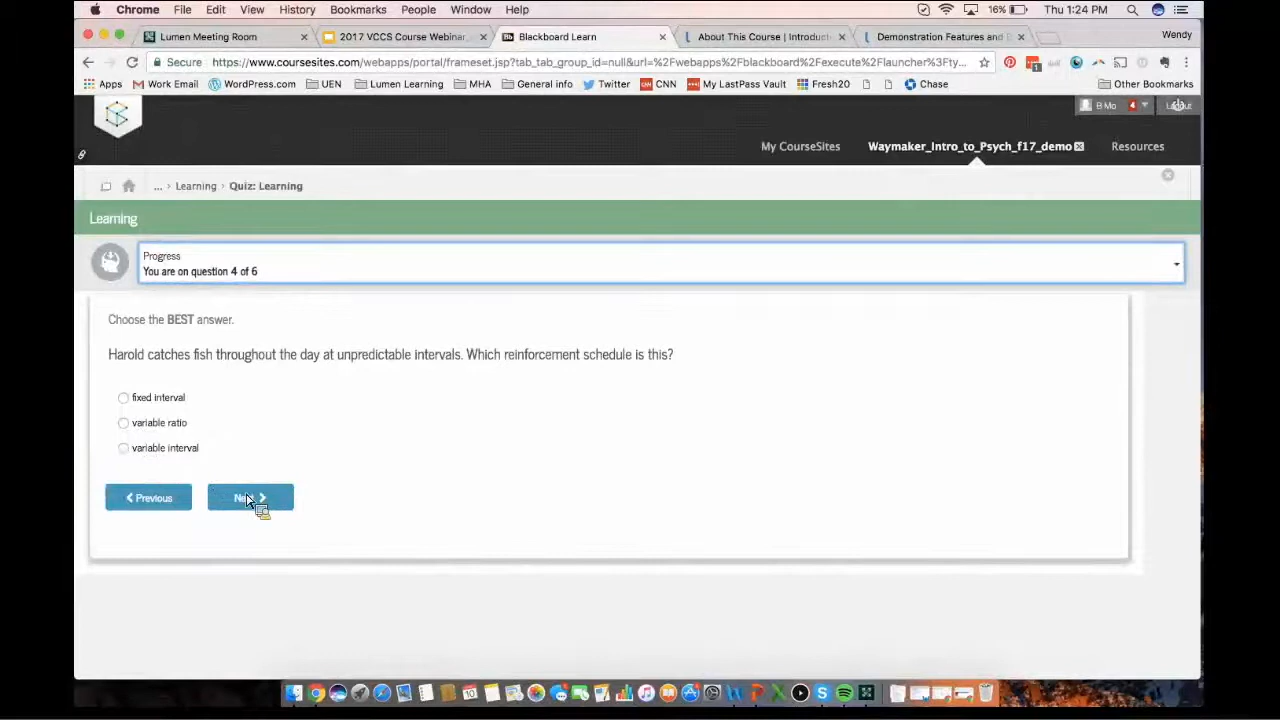 Chrome File Edit View History Bookmarks People Window Help 16% Thu 1:24 PM
Lumen Meeting Room 2017 VCCS Course Webinar Blackboard Learn About This Course | Introduct Demonstration Features and E Wendy
Secure https://www.coursesites.com/webapps/portal/frameset.jsp?tab_tab_group_id=null&url=%2Fwebapps%2Fblackboard%2Fexecute%2Flauncher%3Fty...
Apps Work Email WordPress.com UEN Lumen Learning MHA General info Twitter CNN My LastPass Vault Fresh20 Chase Other Bookmarks
B Mo 4
My CourseSites Waymaker_Intro_to_Psych_f17_demo Resources
... > Learning > Quiz: Learning
Learning
Progress
You are on question 4 of 6
Choose the BEST answer.
Harold catches fish throughout the day at unpredictable intervals. Which reinforcement schedule is this?
fixed interval
variable ratio
variable interval
Previous